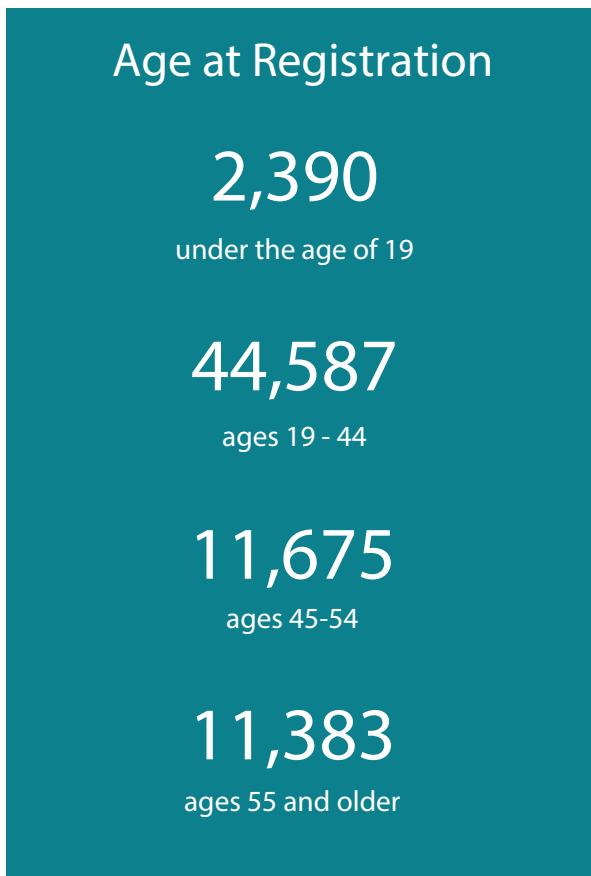 Age at Registration
2,390
under the age of 19
44,587
ages 19 - 44
11,675
ages 45-54
11,383
ages 55 and older